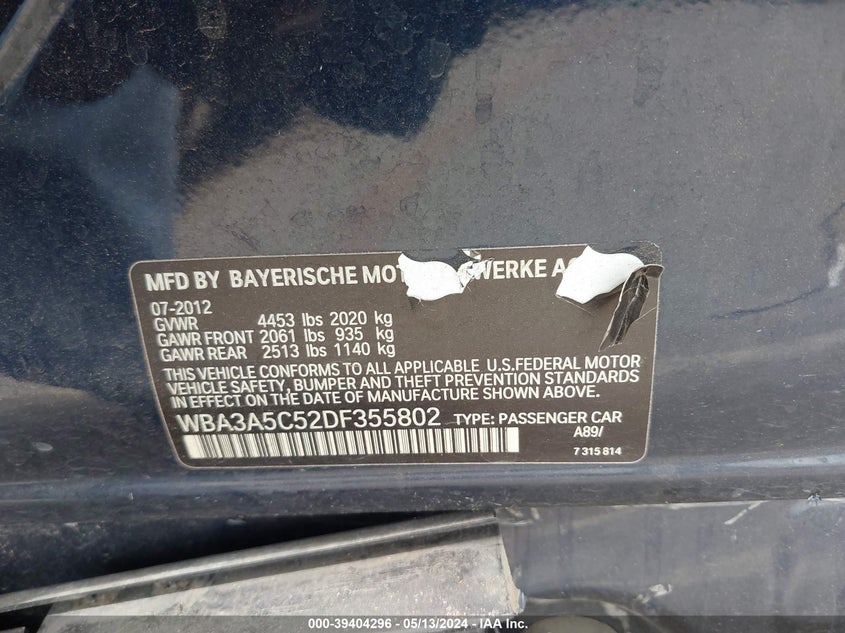 MFD BY BAYERISCHE MOT WERKE A
07-2012
GVWR 4453 lbs 2020 kg
GAWR FRONT 2061 lbs 935 kg
GAWR REAR 2513 lbs 1140 kg
THIS VEHICLE CONFORMS TO ALL APPLICABLE U.S.FEDERAL MOTOR
VEHICLE SAFETY, BUMPER AND THEFT PREVENTION STANDARDS
IN EFFECT ON THE DATE OF MANUFACTURE SHOWN ABOVE.
WBA3A5C52DF355802 TYPE: PASSENGER CAR
A89/
7 315 814
000-39404296 - 05/13/2024 - IAA Inc.